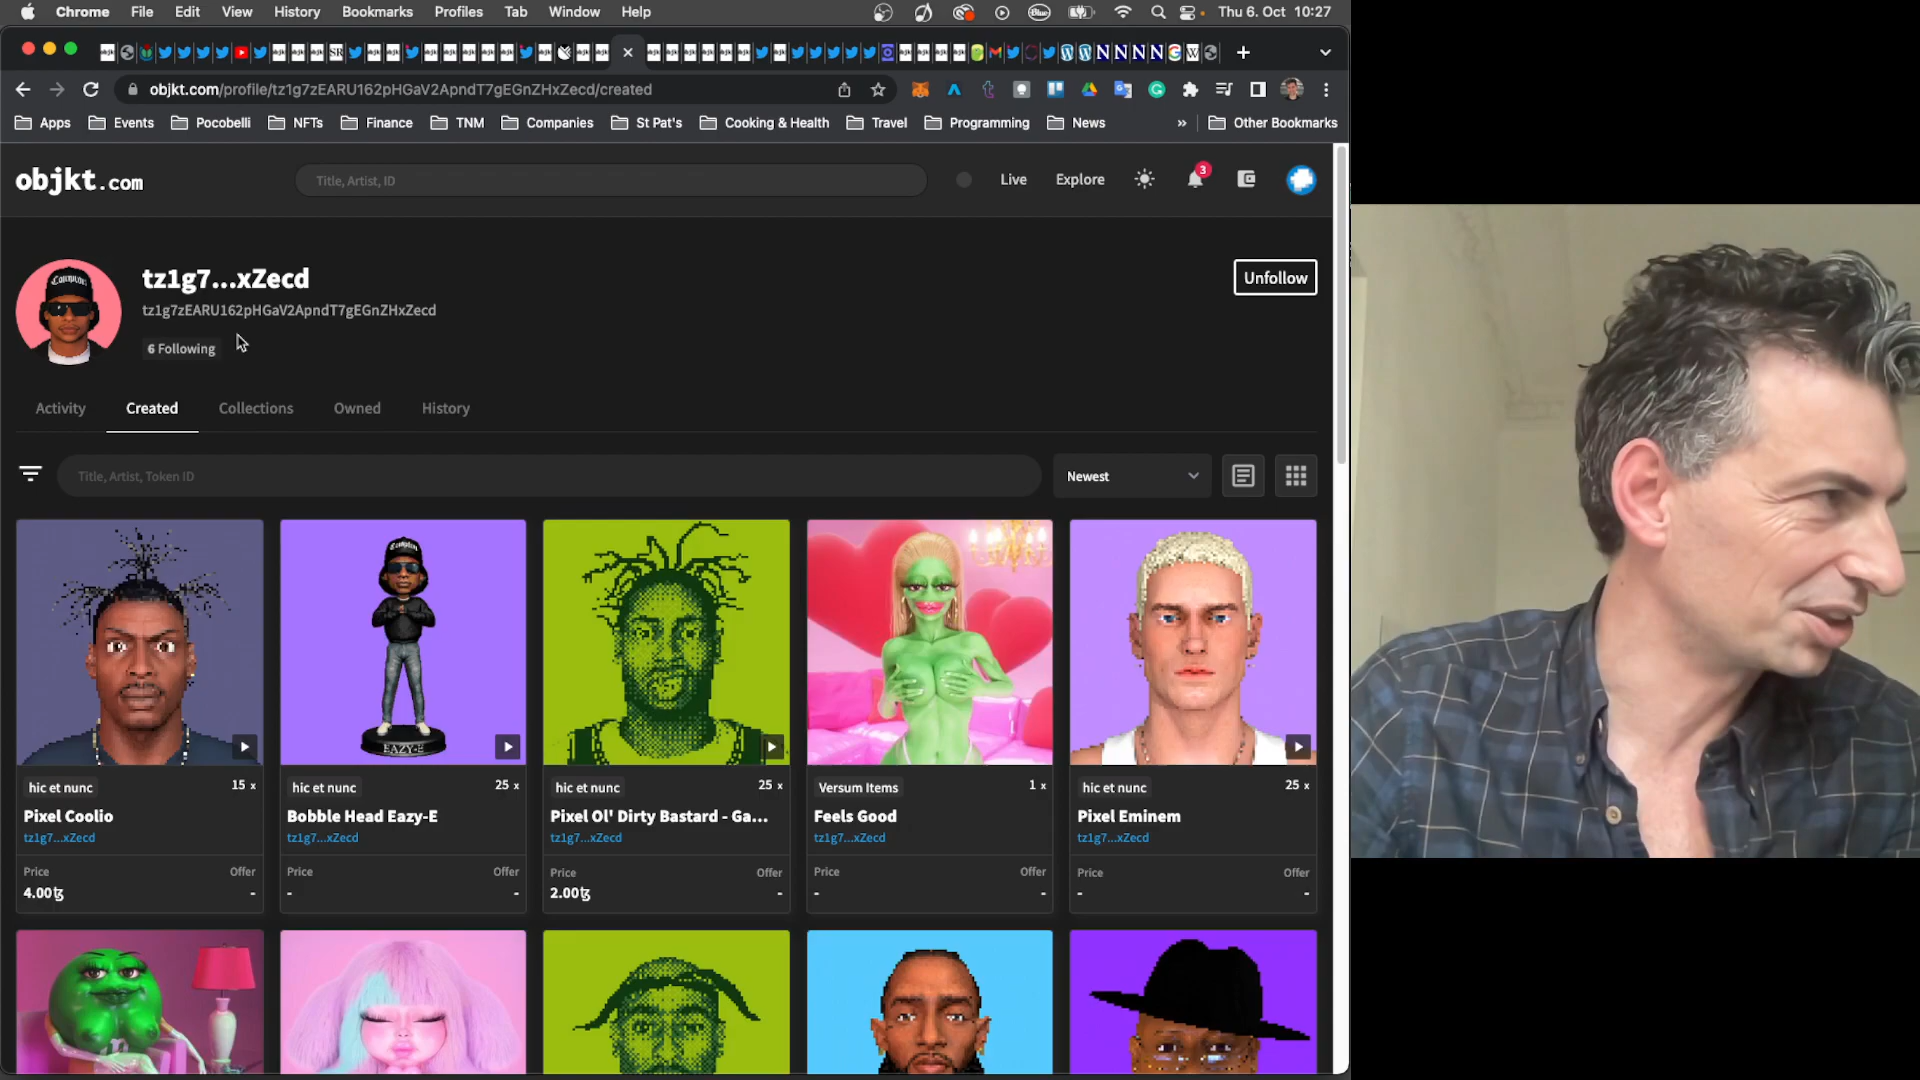 Chrome File Edit View History Bookmarks Profiles Tab Window Help Thu 6. Oct 10:27
objkt.com/profile/tz1g7zEARU162pHGaV2ApndT7gEGnZHxZecd/created
Apps Events Pocobelli NFTs Finance TNM Companies St Pat's Cooking & Health Travel Programming News » Other Bookmarks
objkt.com Title, Artist, ID Live Explore 3
tz1g7...xZecd
Unfollow
tz1g7zEARU162pHGaV2ApndT7gEGnZHxZecd
6 Following
Activity Created Collections Owned History
Title, Artist, Token ID Newest
Compton
Compton
EAZY-E
hic et nunc 15 x
Pixel Coolio
tz1g7...xZecd
Price Offer
4.00ꜩ -
hic et nunc 25 x
Bobble Head Eazy-E
tz1g7...xZecd
Price Offer
- -
hic et nunc 25 x
Pixel Ol' Dirty Bastard - Ga...
tz1g7...xZecd
Price Offer
2.00ꜩ -
Versum Items 1 x
Feels Good
tz1g7...xZecd
Price Offer
- -
hic et nunc 25 x
Pixel Eminem
tz1g7...xZecd
Price Offer
- -